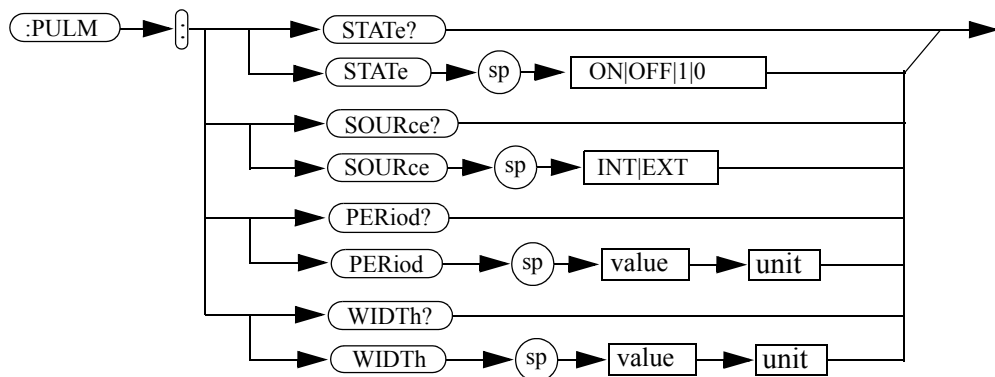 :PULM : STATe?
STATe sp ON|OFF|1|0
SOURce?
SOURce sp INT|EXT
PERiod?
PERiod sp value unit
WIDTh?
WIDTh sp value unit